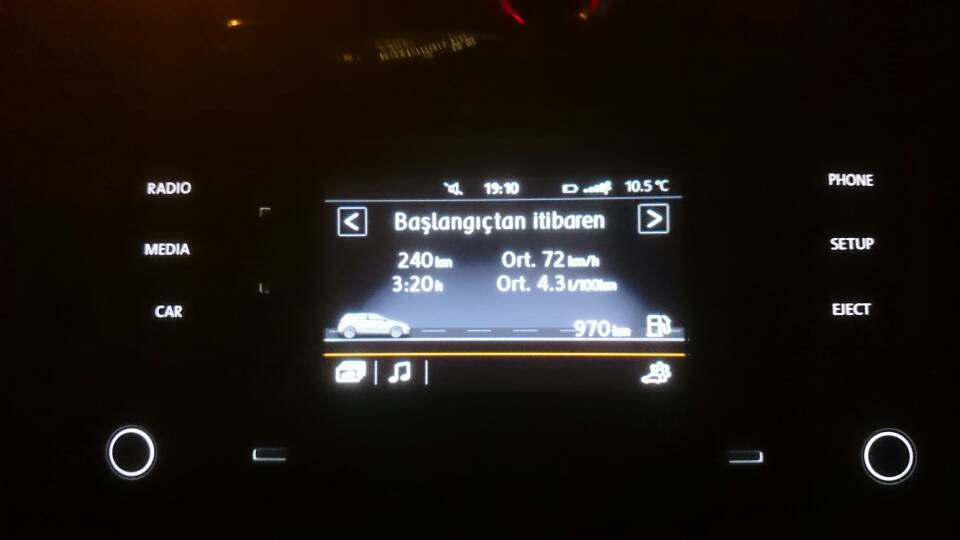 19:10 10.5°C
RADIO
PHONE
< Başlangıçtan itibaren >
MEDIA
SETUP
240 km Ort. 72 km/h
3:20 h Ort. 4.3 l/100km
CAR
EJECT
970 km